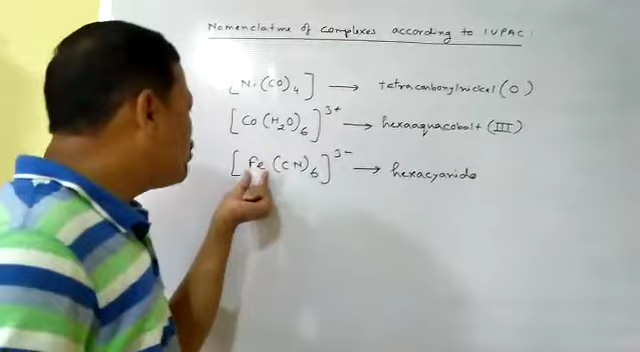 Nomenclature of complexes according to IUPAC:
[Ni(CO)4] → tetracarbonylnickel(0)
[Co(H2O)6]3+ → hexaaquacobalt(III)
[Fe(CN)6]3- → hexacyanido